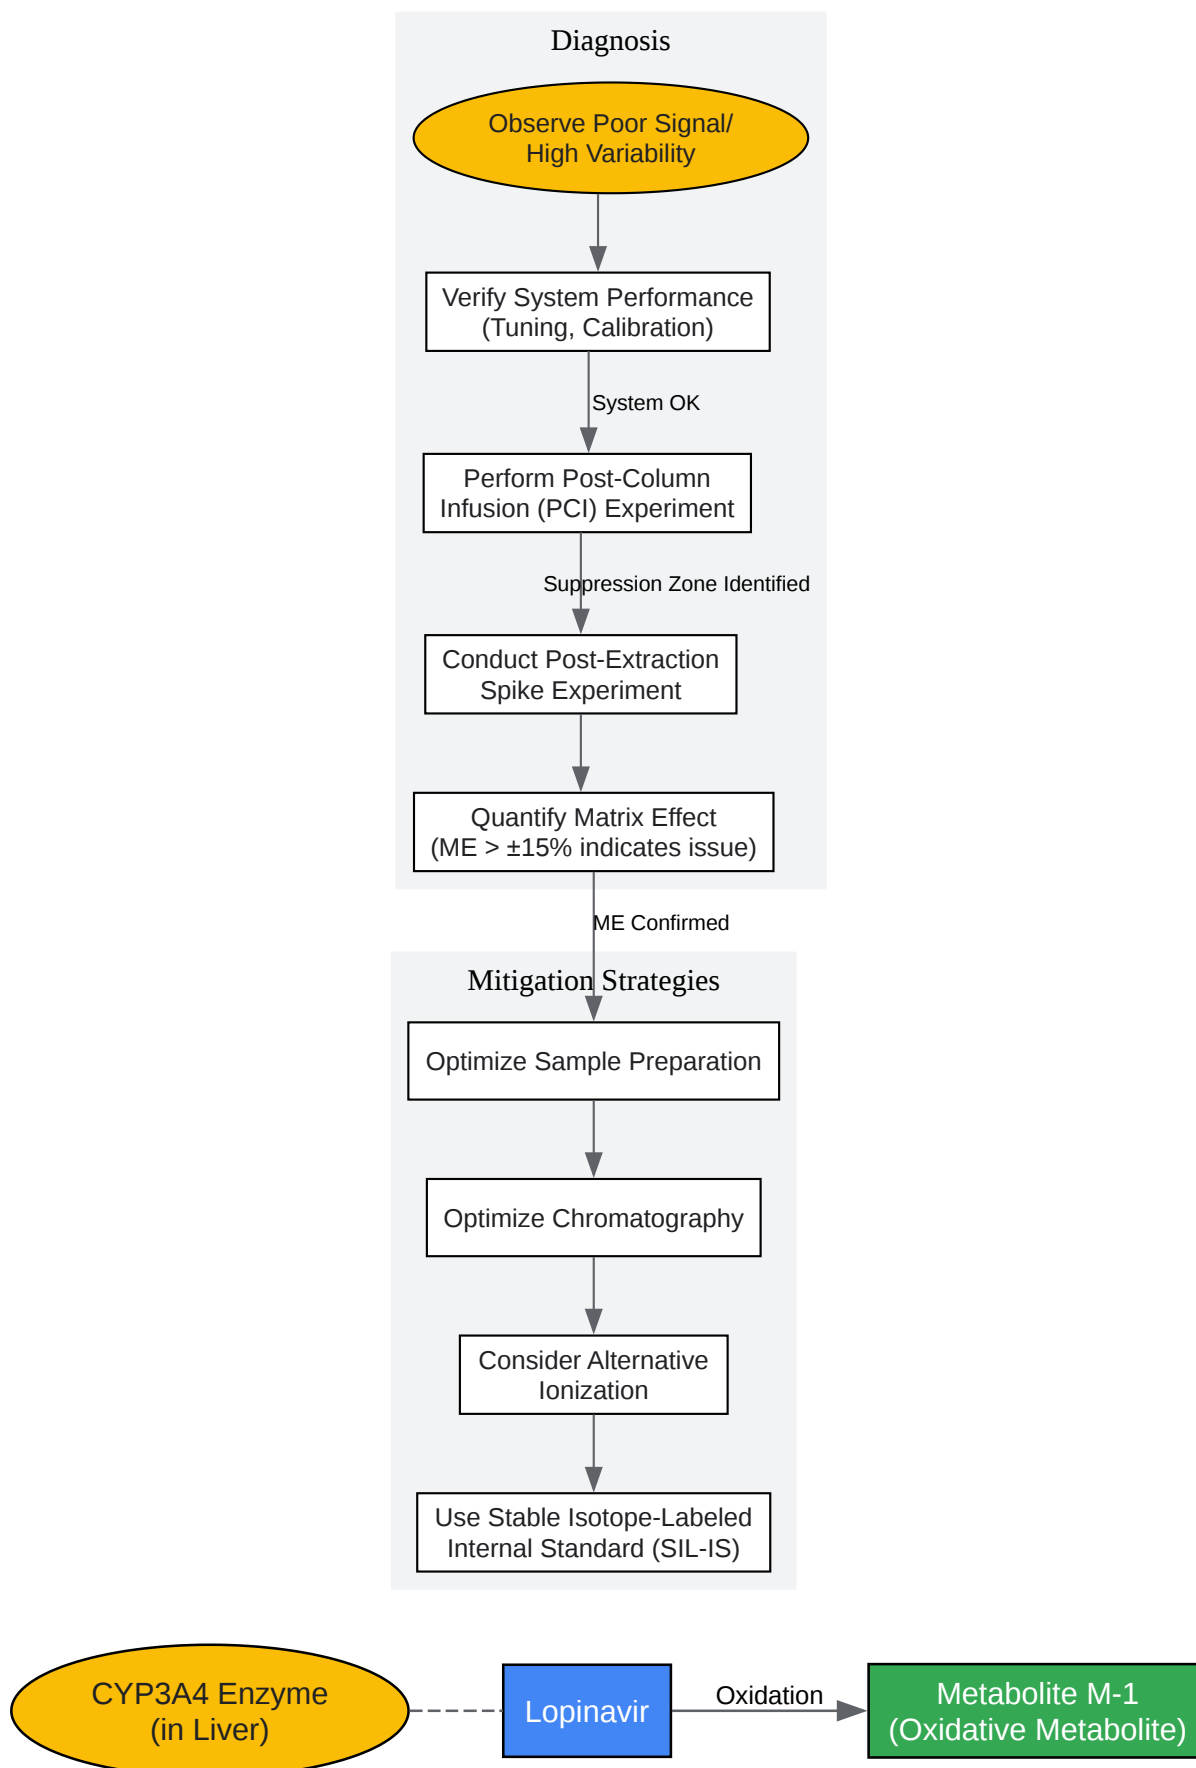 Diagnosis
Observe Poor Signal/
High Variability
Verify System Performance
(Tuning, Calibration)
System OK
Perform Post-Column
Infusion (PCI) Experiment
Suppression Zone Identified
Conduct Post-Extraction
Spike Experiment
Quantify Matrix Effect
(ME > ±15% indicates issue)
ME Confirmed
Mitigation Strategies
Optimize Sample Preparation
Optimize Chromatography
Consider Alternative
Ionization
Use Stable Isotope-Labeled
Internal Standard (SIL-IS)
CYP3A4 Enzyme
(in Liver)
Lopinavir
Oxidation
Metabolite M-1
(Oxidative Metabolite)